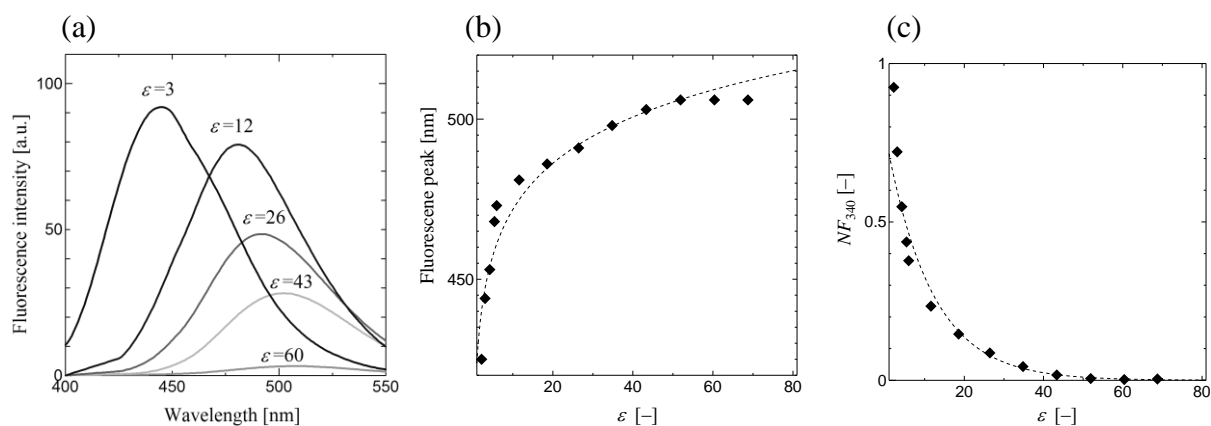 (a)
(b)
(c)
Fluorescence intensity [a.u.]
100
50
0
ε=3
ε=12
ε=26
ε=43
ε=60
400
450
500
550
Wavelength [nm]
Fluorescene peak [nm]
500
450
20
40
60
80
ε [–]
NF340 [–]
1
0.5
0
20
40
60
80
ε [–]